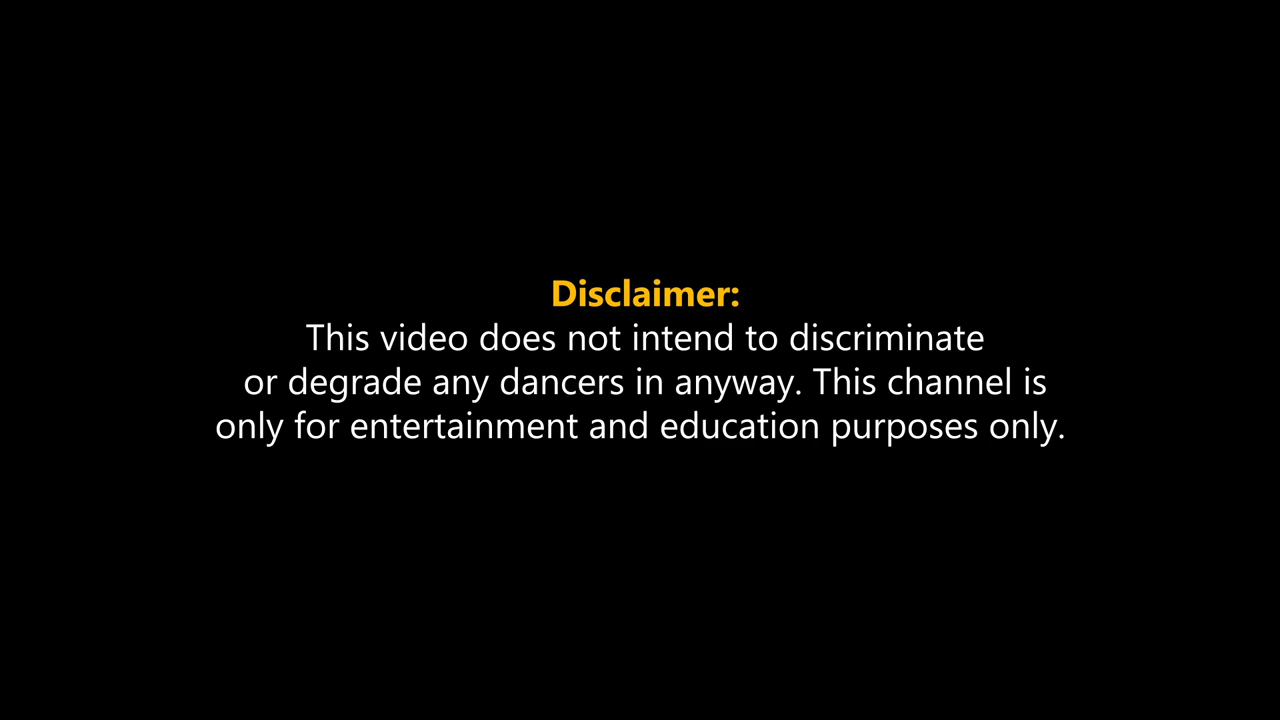 Disclaimer:
This video does not intend to discriminate
or degrade any dancers in anyway. This channel is
only for entertainment and education purposes only.